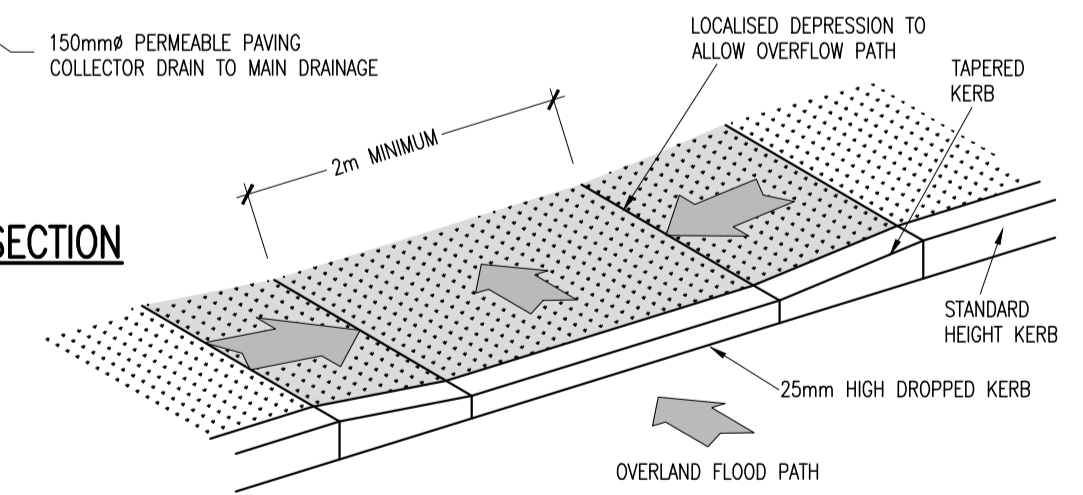 150mmø PERMEABLE PAVING
COLLECTOR DRAIN TO MAIN DRAINAGE
LOCALISED DEPRESSION TO
ALLOW OVERFLOW PATH
TAPERED
KERB
2m MINIMUM
SECTION
STANDARD
HEIGHT KERB
25mm HIGH DROPPED KERB
OVERLAND FLOOD PATH